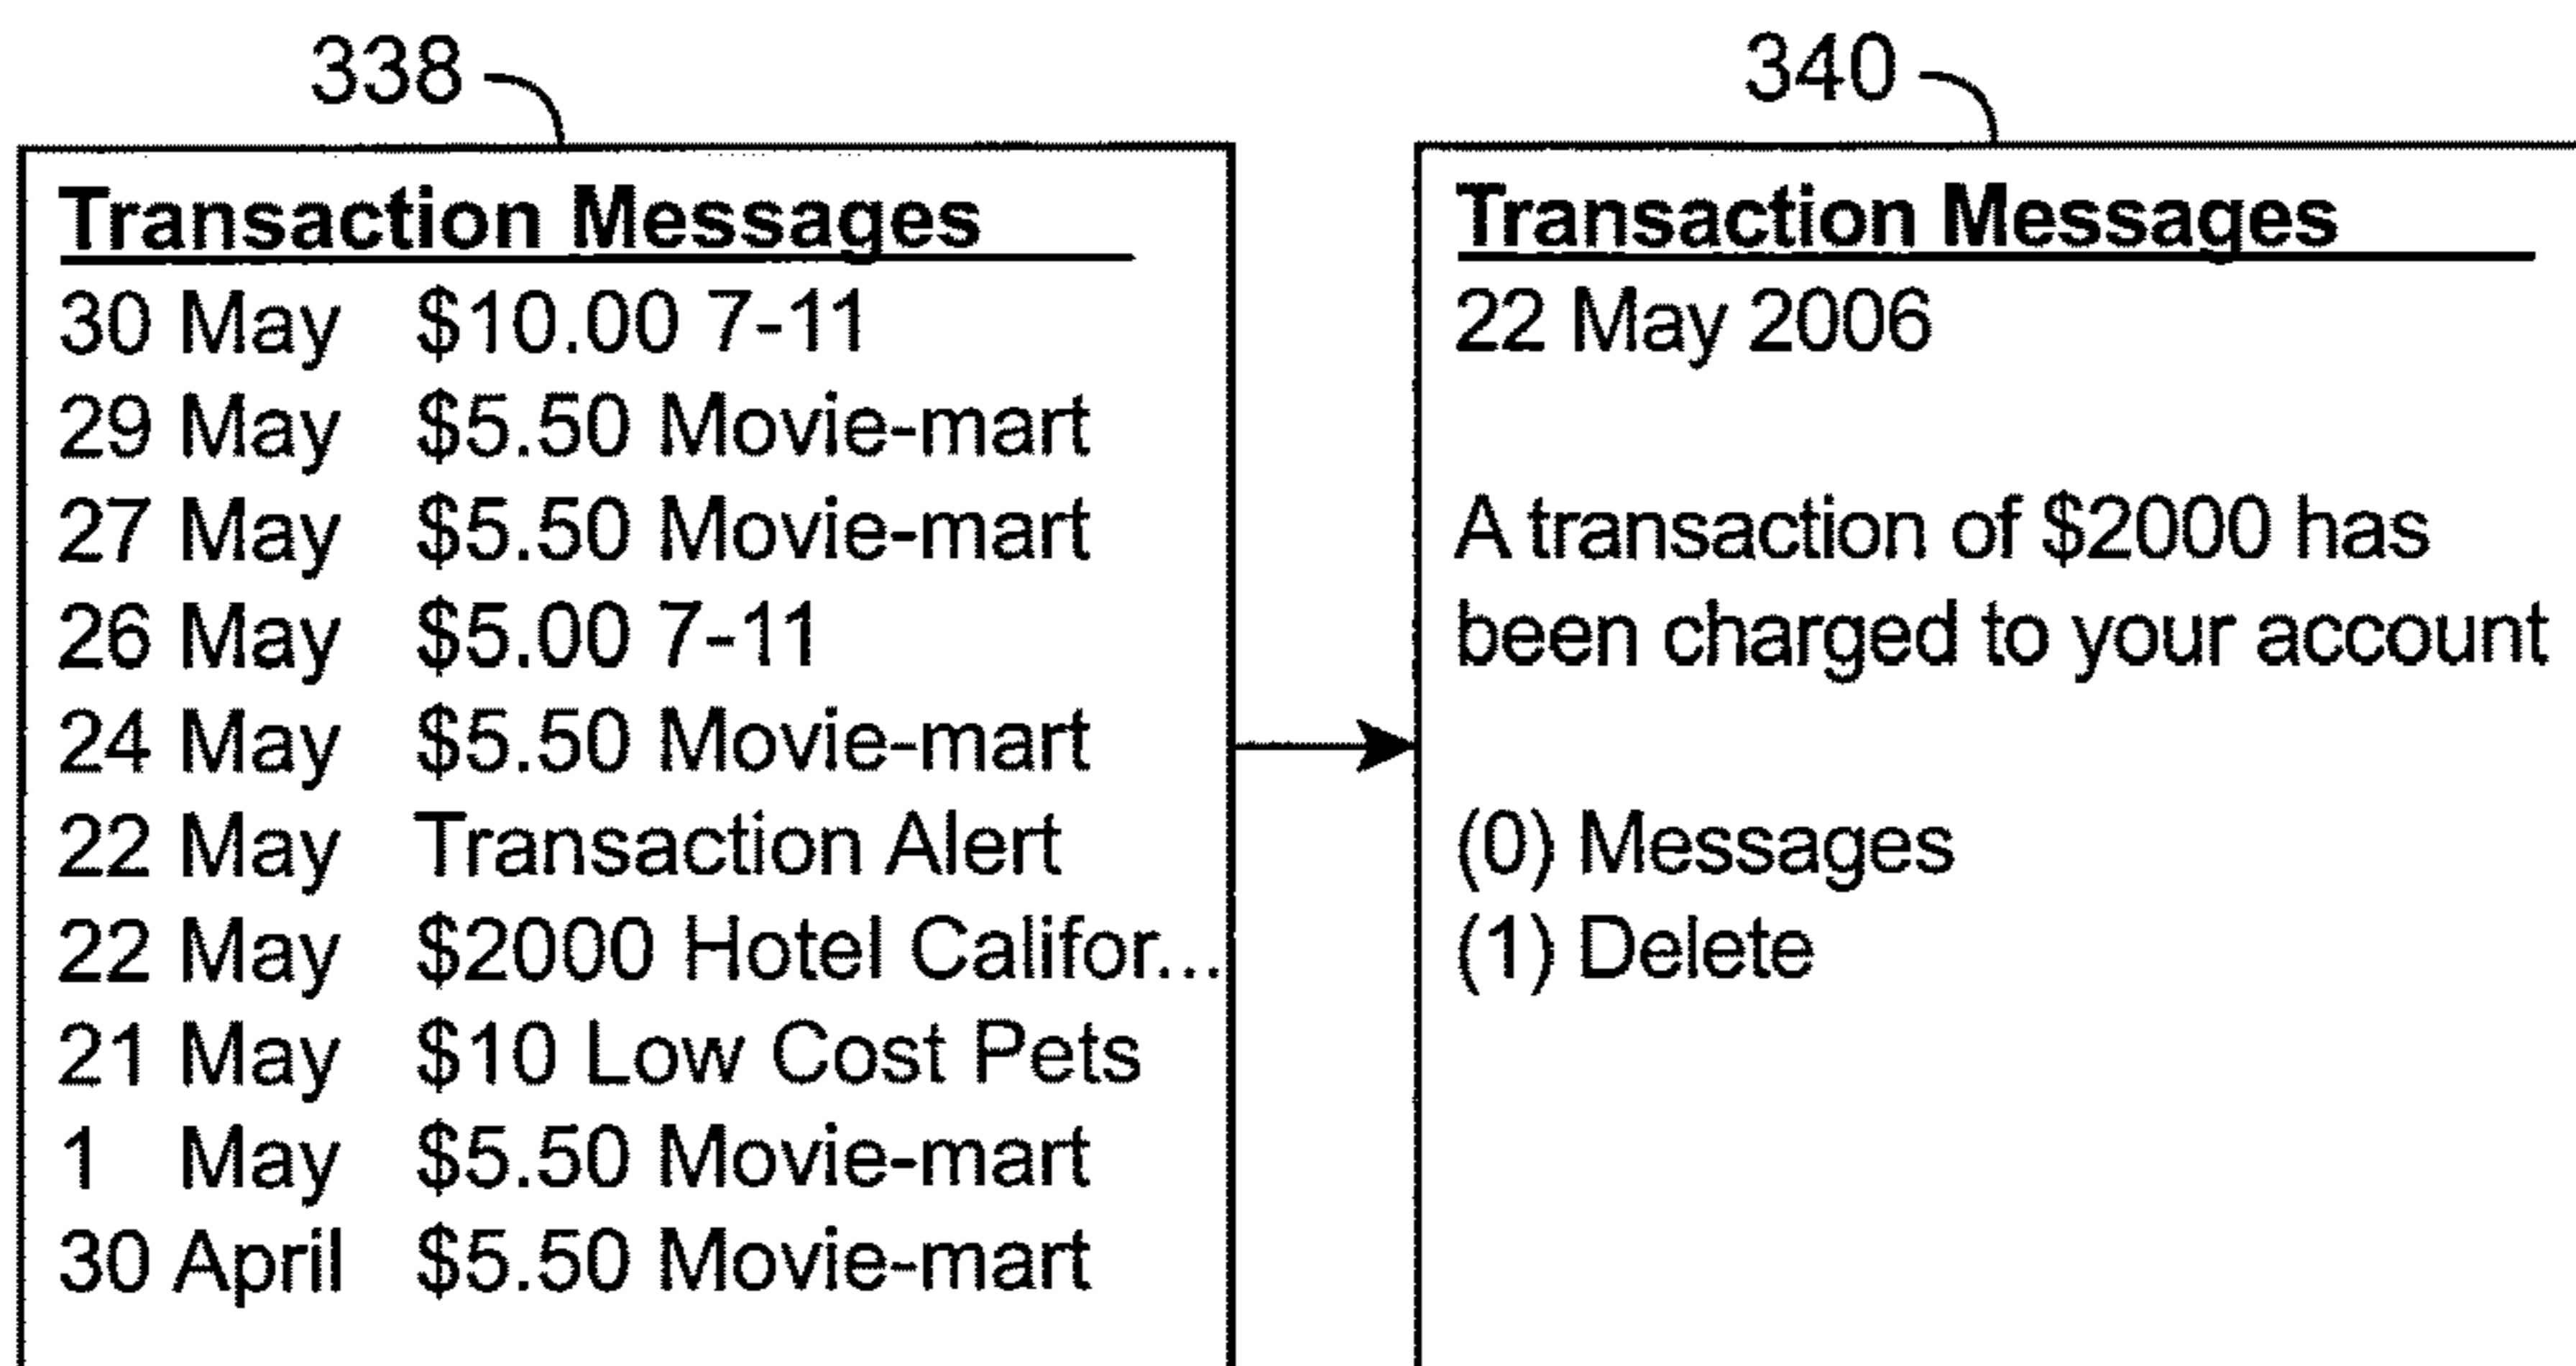 338
Transaction Messages
30 May $10.00 7-11
29 May $5.50 Movie-mart
27 May $5.50 Movie-mart
26 May $5.00 7-11
24 May $5.50 Movie-mart
22 May Transaction Alert
22 May $2000 Hotel Califor...
21 May $10 Low Cost Pets
1 May $5.50 Movie-mart
30 April $5.50 Movie-mart
340
Transaction Messages
22 May 2006
A transaction of $2000 has
been charged to your account
(0) Messages
(1) Delete